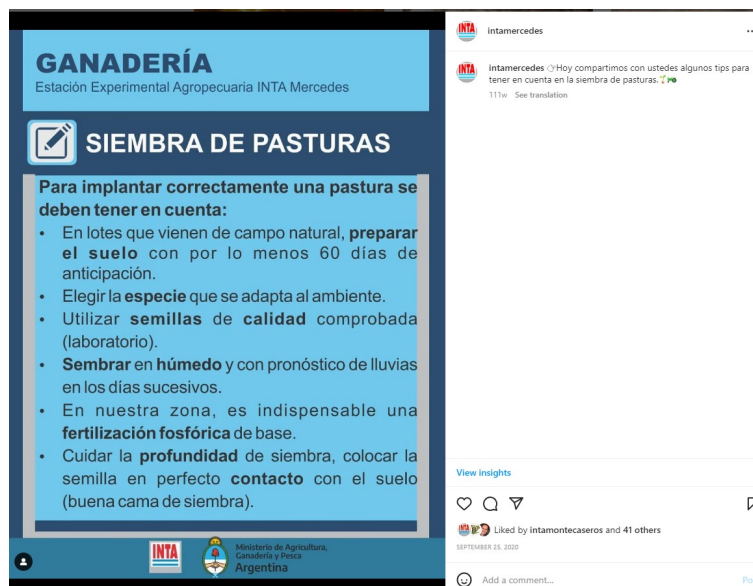 GANADERÍA
Estación Experimental Agropecuaria INTA Mercedes
SIEMBRA DE PASTURAS
Para implantar correctamente una pastura se
deben tener en cuenta:
• En lotes que vienen de campo natural, preparar
el suelo con por lo menos 60 días de
anticipación.
• Elegir la especie que se adapta al ambiente.
• Utilizar semillas de calidad comprobada
(laboratorio).
• Sembrar en húmedo y con pronóstico de lluvias
en los días sucesivos.
• En nuestra zona, es indispensable una
fertilización fosfórica de base.
• Cuidar la profundidad de siembra, colocar la
semilla en perfecto contacto con el suelo
(buena cama de siembra).
INTA
Ministerio de Agricultura,
Ganadería y Pesca
Argentina
INTA
intamercedes
INTA
intamercedes Hoy compartimos con ustedes algunos tips para
tener en cuenta en la siembra de pasturas.
111w See translation
View insights
Liked by intamontecaseros and 41 others
SEPTEMBER 25, 2020
Add a comment...